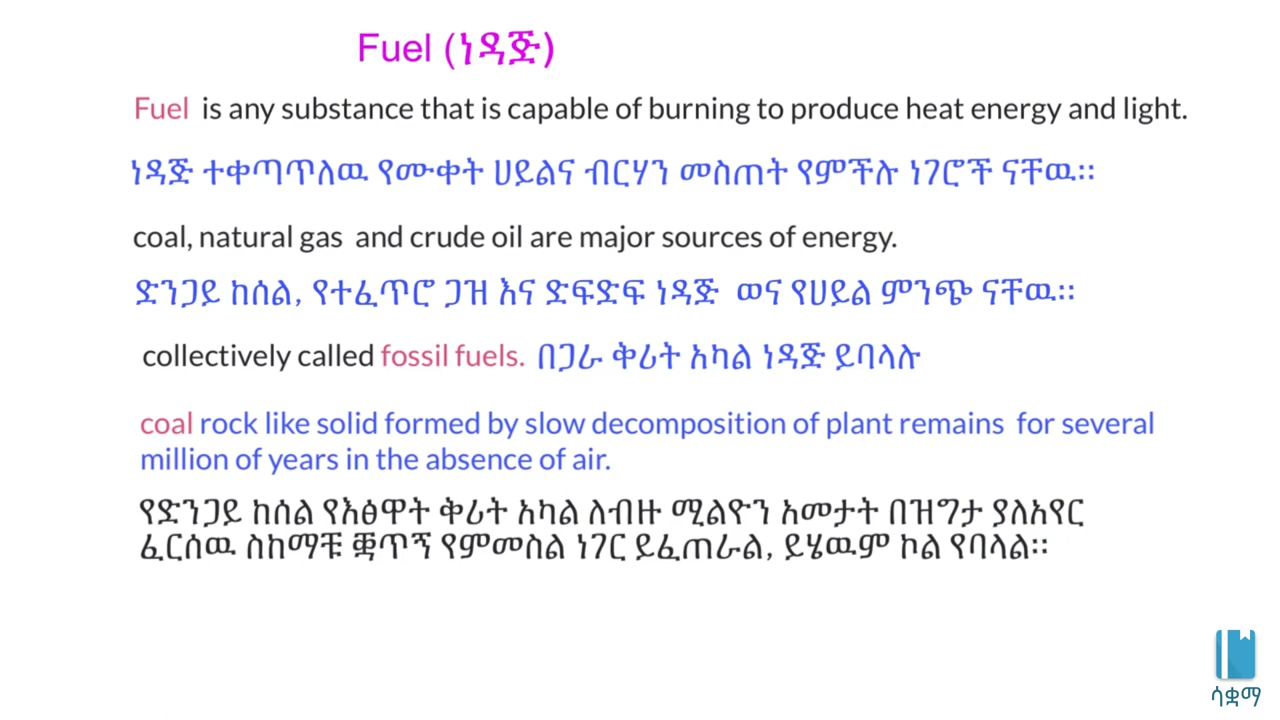 Fuel (ነዳጅ)
Fuel is any substance that is capable of burning to produce heat energy and light.
ነዳጅ ተቀጣጥለዉ የሙቀት ሀይልና ብርሃን መስጠት የምችሉ ነገሮች ናቸዉ፡፡
coal, natural gas and crude oil are major sources of energy.
ድንጋይ ከሰል, የተፈጥሮ ጋዝ እና ድፍድፍ ነዳጅ ወና የሀይል ምንጭ ናቸዉ፡፡
collectively called fossil fuels. በጋራ ቅሪት አካል ነዳጅ ይባላሉ
coal rock like solid formed by slow decomposition of plant remains for several
million of years in the absence of air.
የድንጋይ ከሰል የእፅዋት ቅሪት አካል ለብዙ ሚልዮን አመታት በዝግታ ያለአየር
ፈርሰዉ ስከማቹ ቋጥኝ የምመስል ነገር ይፈጠራል, ይሄዉም ኮል የባላል፡፡
ሳቋማ